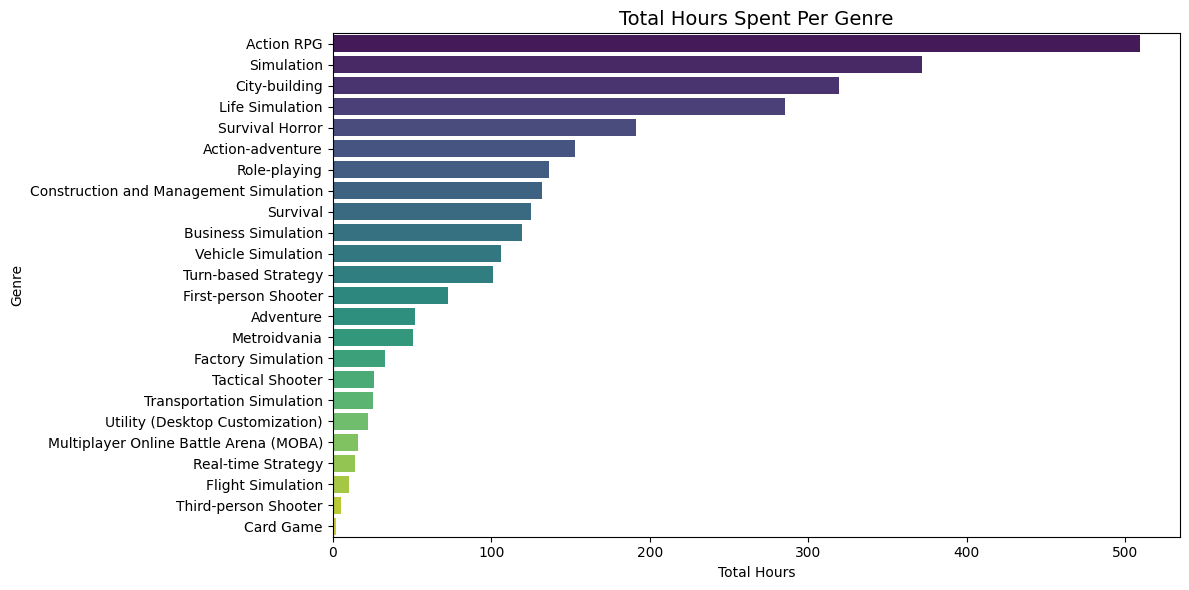 Total Hours Spent Per Genre
Genre
Action RPG
Simulation
City-building
Life Simulation
Survival Horror
Action-adventure
Role-playing
Construction and Management Simulation
Survival
Business Simulation
Vehicle Simulation
Turn-based Strategy
First-person Shooter
Adventure
Metroidvania
Factory Simulation
Tactical Shooter
Transportation Simulation
Utility (Desktop Customization)
Multiplayer Online Battle Arena (MOBA)
Real-time Strategy
Flight Simulation
Third-person Shooter
Card Game
0 100 200 300 400 500
Total Hours